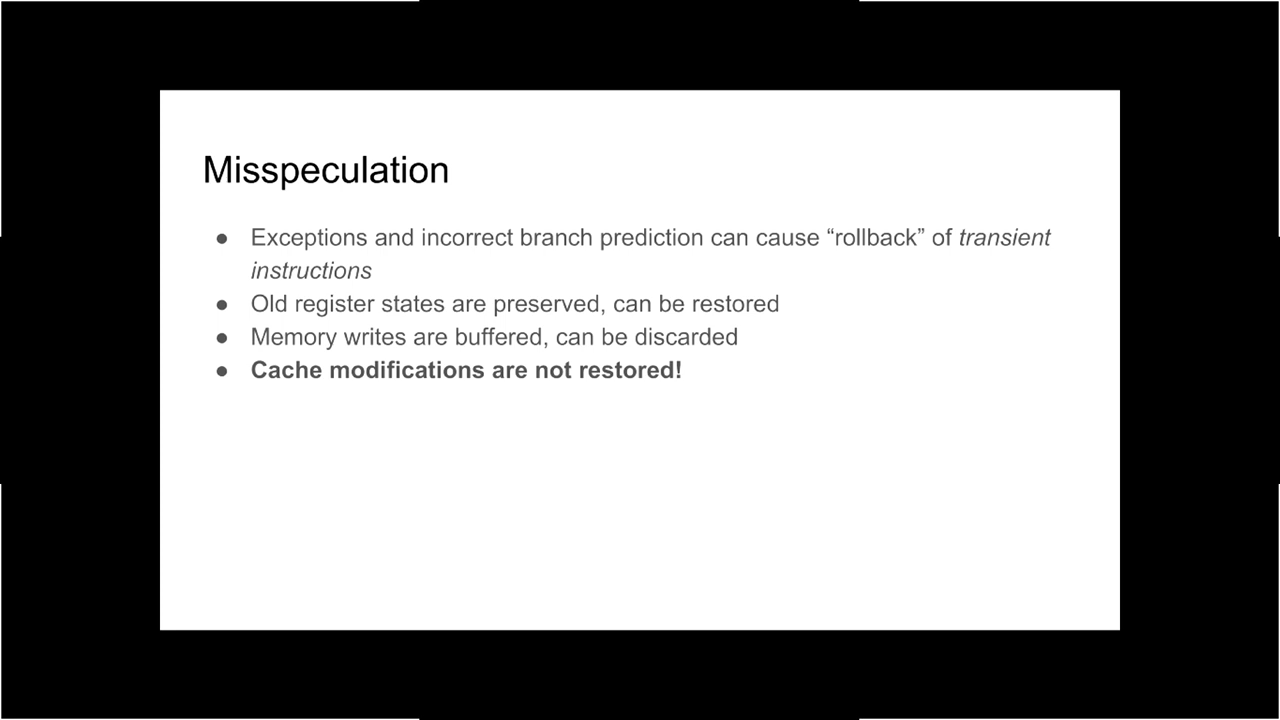 Misspeculation
● Exceptions and incorrect branch prediction can cause “rollback” of transient
instructions
● Old register states are preserved, can be restored
● Memory writes are buffered, can be discarded
● Cache modifications are not restored!